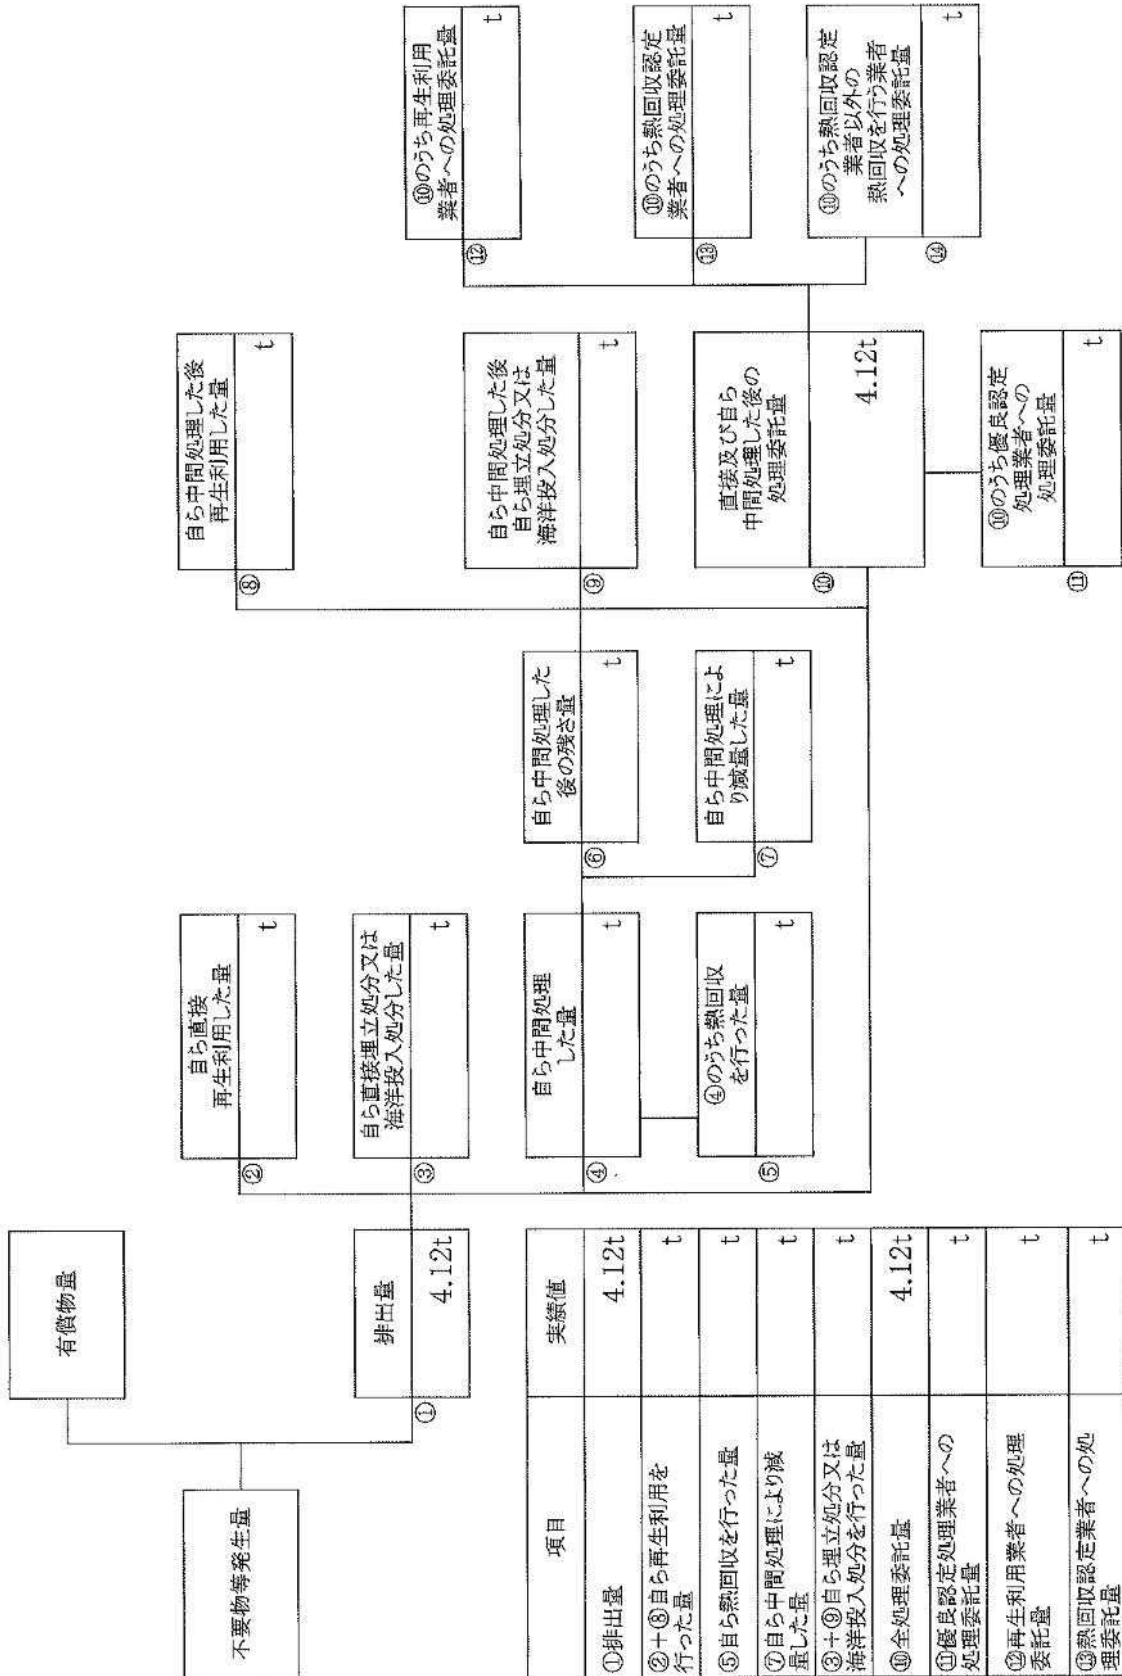 不要物等発生量
有償物量
排出量
①
4.12t
自ら直接
再生利用した量
②
t
自ら直接埋立処分又は
海洋投入処分した量
③
t
自ら中間処理
した量
④
t
④のうち熱回収
を行った量
⑤
t
自ら中間処理した
後の残さ量
⑥
t
自ら中間処理によ
り減量した量
⑦
t
自ら中間処理した後
再生利用した量
⑧
t
自ら中間処理した後
自ら埋立処分又は
海洋投入処分した量
⑨
t
直接及び自ら
中間処理した後の
処理委託量
⑩
4.12t
⑩のうち優良認定
処理業者への
処理委託量
⑪
t
⑩のうち再生利用
業者への処理委託量
⑫
t
⑩のうち熱回収認定
業者への処理委託量
⑬
t
⑩のうち熱回収認定
業者以外の
熱回収を行う業者
への処理委託量
⑭
t
項目 実績値
①排出量 4.12t
②+⑧自ら再生利用を
行った量 t
⑤自ら熱回収を行った量 t
⑦自ら中間処理により減
量した量 t
③+⑨自ら埋立処分又は
海洋投入処分を行った量 t
⑩全処理委託量 4.12t
⑪優良認定処理業者への
処理委託量 t
⑫再生利用業者への処理
委託量 t
⑬熱回収認定業者への処
理委託量 t